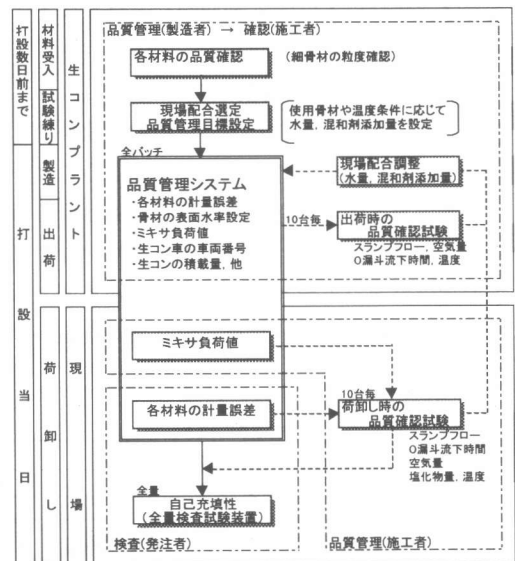 打設数日前まで
打設当日
材料受入
試験練り
製造
出荷
荷卸し
生コンプラント
現場
品質管理(製造者) → 確認(施工者)
各材料の品質確認
(細骨材の粒度確認)
現場配合選定
品質管理目標設定
使用骨材や温度条件に応じて
水量，混和剤添加量を設定
全バッチ
品質管理システム
・各材料の計量誤差
・骨材の表面水率設定
・ミキサ負荷値
・生コン車の車両番号
・生コンの積載量，他
現場配合調整
(水量，混和剤添加量)
10台毎
出荷時の
品質確認試験
スランプフロー，空気量
O漏斗流下時間，温度
ミキサ負荷値
各材料の計量誤差
10台毎
荷卸し時の
品質確認試験
スランプフロー
O漏斗流下時間
空気量
塩化物量，温度
全量
自己充填性
(全量検査試験装置)
検査(発注者)
品質管理(施工者)